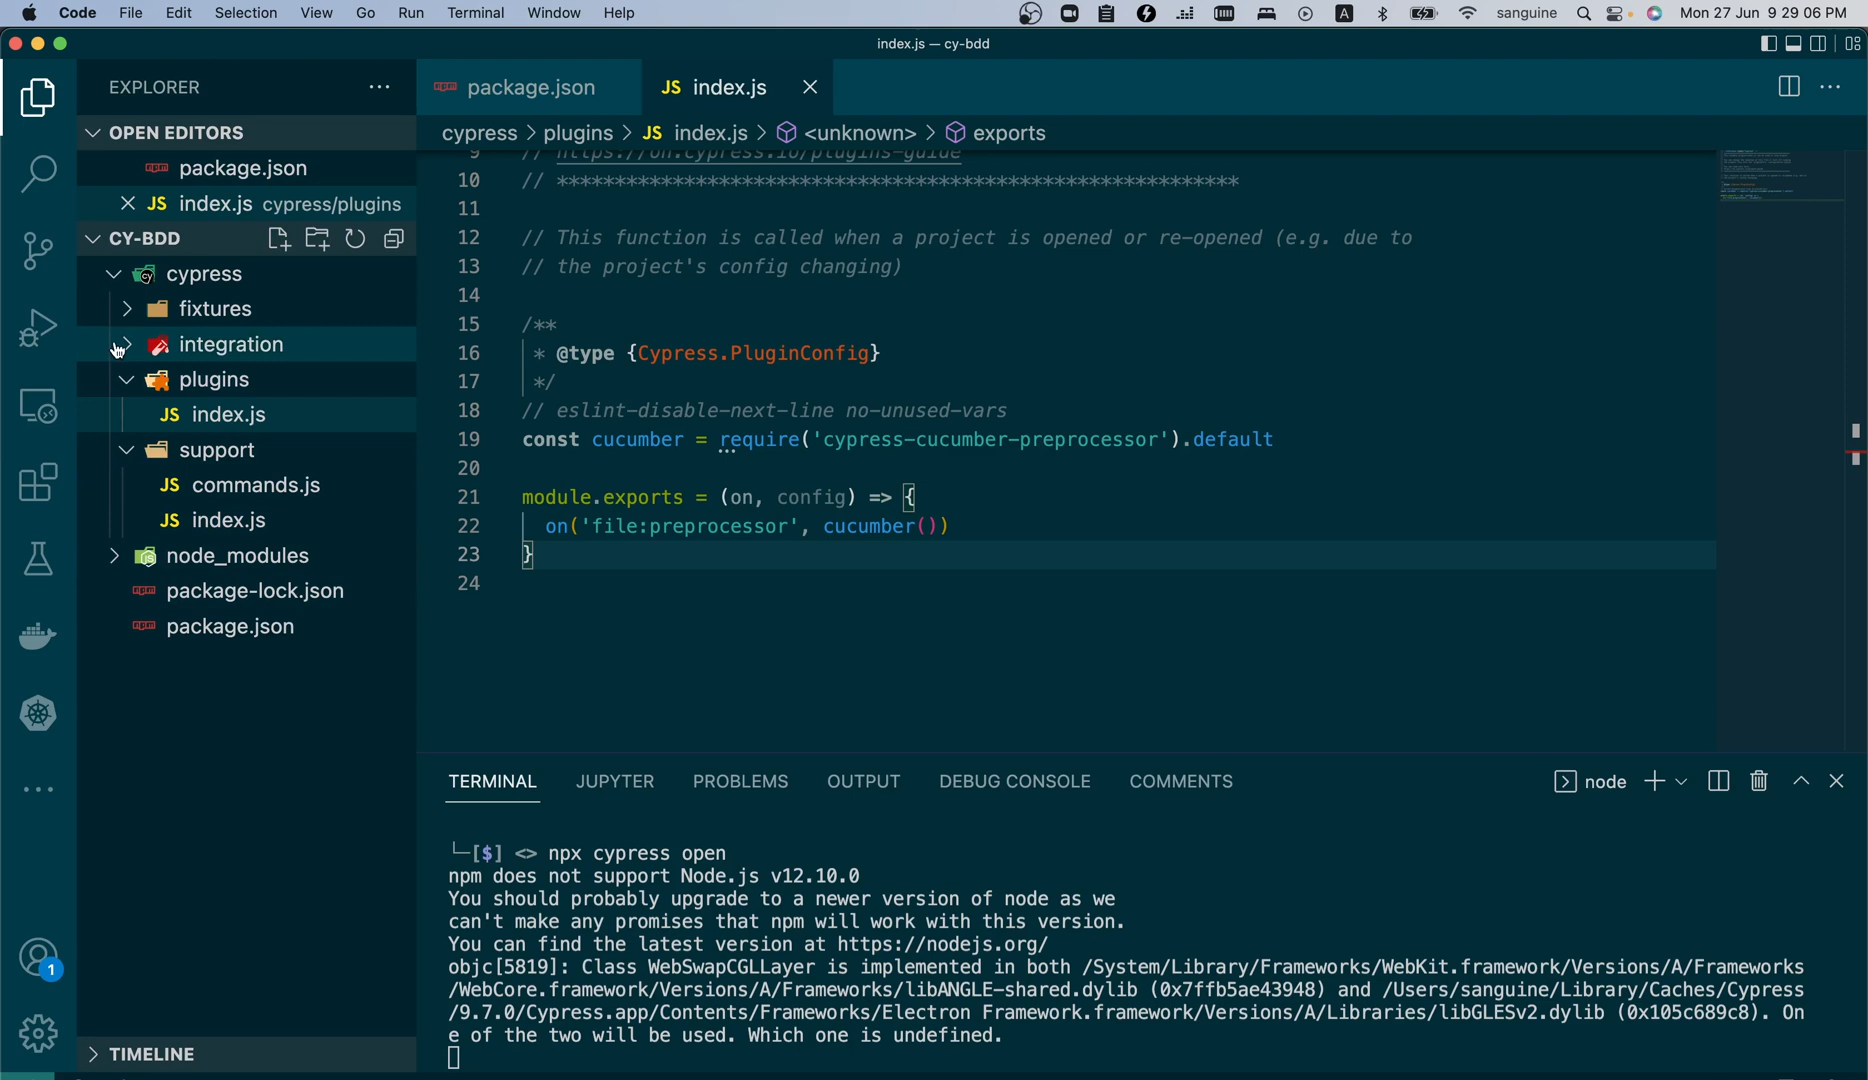 Code File Edit Selection View Go Run Terminal Window Help A sanguine Mon 27 Jun 9 29 06 PM
index.js — cy-bdd
EXPLORER
OPEN EDITORS
package.json
JS index.js cypress/plugins
CY-BDD
cypress
fixtures
integration
plugins
JS index.js
support
JS commands.js
JS index.js
node_modules
package-lock.json
package.json
1
TIMELINE
package.json JS index.js
cypress > plugins > JS index.js > <unknown> > exports
9 // https://on.cypress.io/plugins-guide
10 // ***********************************************************
11
12 // This function is called when a project is opened or re-opened (e.g. due to
13 // the project's config changing)
14
15 /**
16 * @type {Cypress.PluginConfig}
17 */
18 // eslint-disable-next-line no-unused-vars
19 const cucumber = require('cypress-cucumber-preprocessor').default
20
21 module.exports = (on, config) => {
22 on('file:preprocessor', cucumber())
23 }
24
TERMINAL JUPYTER PROBLEMS OUTPUT DEBUG CONSOLE COMMENTS node
└─[$] <> npx cypress open
npm does not support Node.js v12.10.0
You should probably upgrade to a newer version of node as we
can't make any promises that npm will work with this version.
You can find the latest version at https://nodejs.org/
objc[5819]: Class WebSwapCGLLayer is implemented in both /System/Library/Frameworks/WebKit.framework/Versions/A/Frameworks
/WebCore.framework/Versions/A/Frameworks/libANGLE-shared.dylib (0x7ffb5ae43948) and /Users/sanguine/Library/Caches/Cypress
/9.7.0/Cypress.app/Contents/Frameworks/Electron Framework.framework/Versions/A/Libraries/libGLESv2.dylib (0x105c689c8). On
e of the two will be used. Which one is undefined.